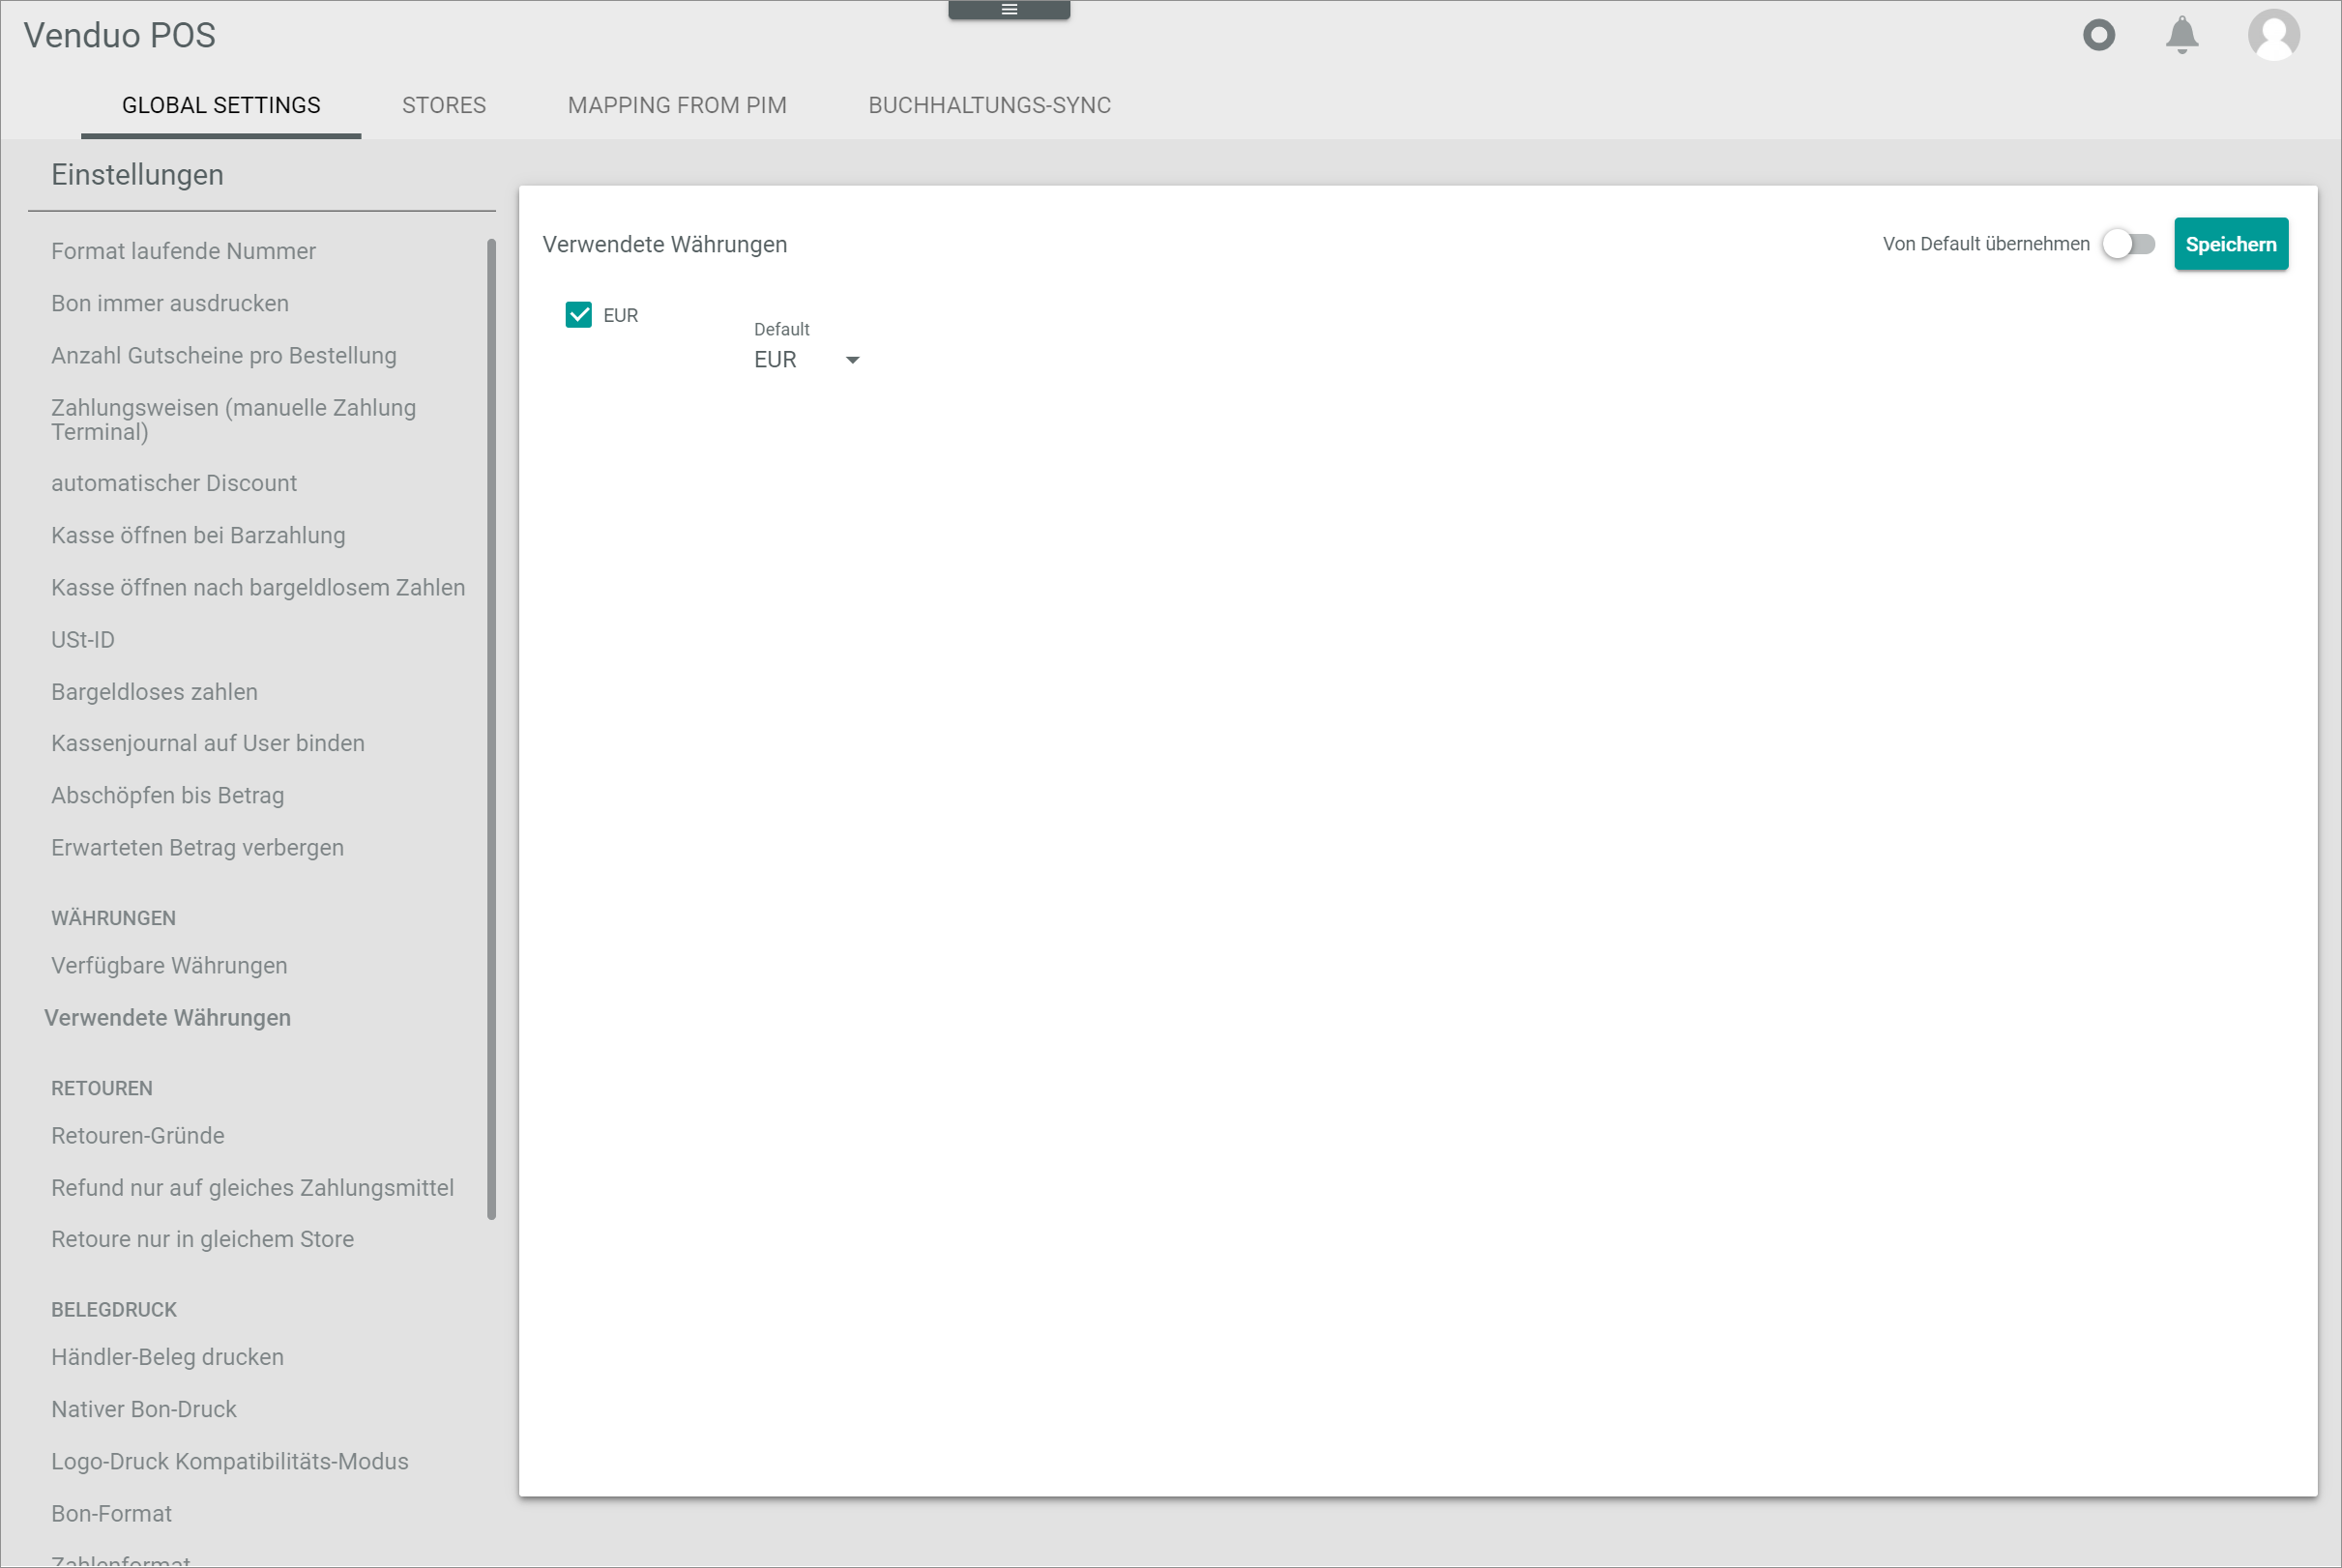 Venduo POS
GLOBAL SETTINGS
STORES
MAPPING FROM PIM
BUCHHALTUNGS-SYNC
Einstellungen
Format laufende Nummer
Bon immer ausdrucken
Anzahl Gutscheine pro Bestellung
Zahlungsweisen (manuelle Zahlung
Terminal)
automatischer Discount
Kasse öffnen bei Barzahlung
Kasse öffnen nach bargeldlosem Zahlen
USt-ID
Bargeldloses zahlen
Kassenjournal auf User binden
Abschöpfen bis Betrag
Erwarteten Betrag verbergen
WÄHRUNGEN
Verfügbare Währungen
Verwendete Währungen
RETOUREN
Retouren-Gründe
Refund nur auf gleiches Zahlungsmittel
Retoure nur in gleichem Store
BELEGDRUCK
Händler-Beleg drucken
Nativer Bon-Druck
Logo-Druck Kompatibilitäts-Modus
Bon-Format
Zahlenformat
Verwendete Währungen
Von Default übernehmen
Speichern
EUR
Default
EUR